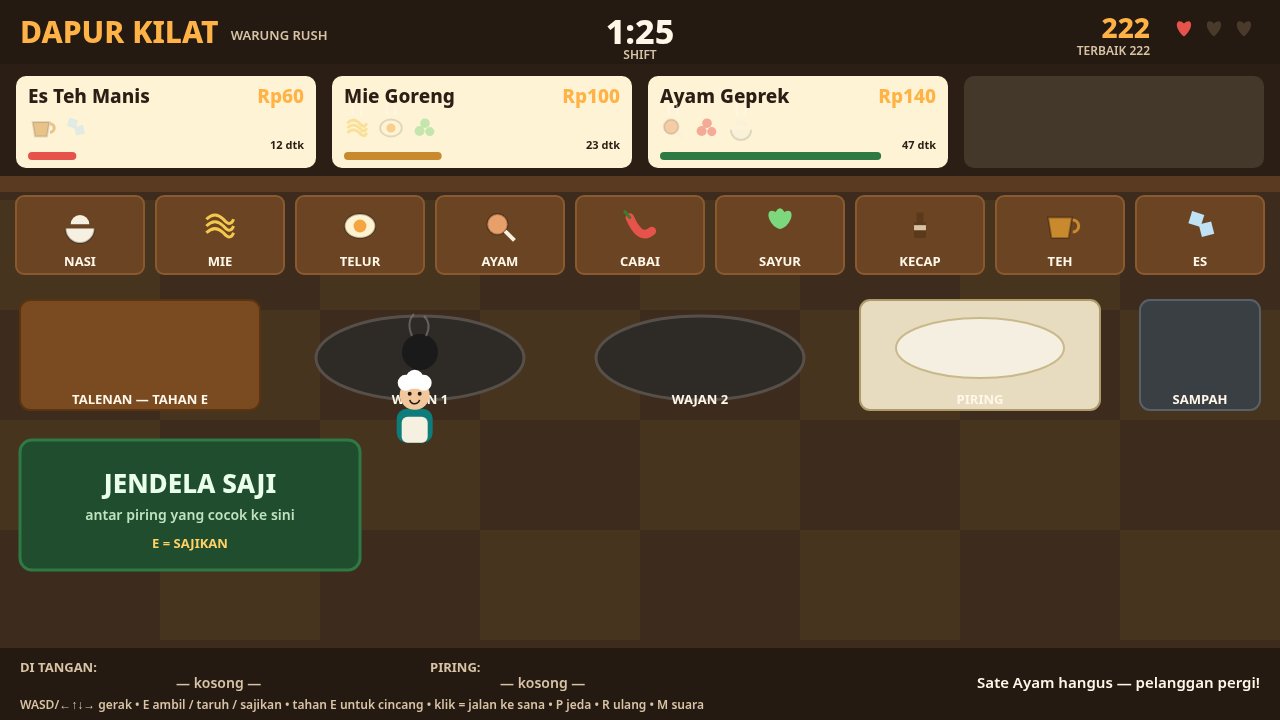 DAPUR KILAT WARUNG RUSH
1:25
SHIFT
222
TERBAIK 222
Es Teh Manis Rp60
12 dtk
Mie Goreng Rp100
23 dtk
Ayam Geprek Rp140
47 dtk
NASI
MIE
TELUR
AYAM
CABAI
SAYUR
KECAP
TEH
ES
TALENAN — TAHAN E
WAJAN 1
WAJAN 2
PIRING
SAMPAH
JENDELA SAJI
antar piring yang cocok ke sini
E = SAJIKAN
DI TANGAN:
— kosong —
PIRING:
— kosong —
Sate Ayam hangus — pelanggan pergi!
WASD/←↑↓→ gerak • E ambil / taruh / sajikan • tahan E untuk cincang • klik = jalan ke sana • P jeda • R ulang • M suara